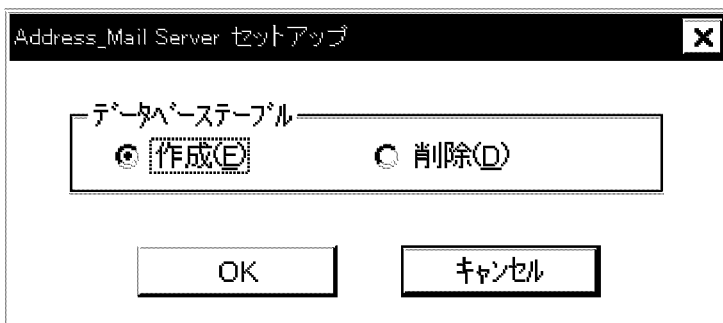 Address_Mail Server セットアップ
ﾃﾞｰﾀﾍﾞｰｽﾃｰﾌﾞﾙ
作成(E)
削除(D)
OK
ｷｬﾝｾﾙ